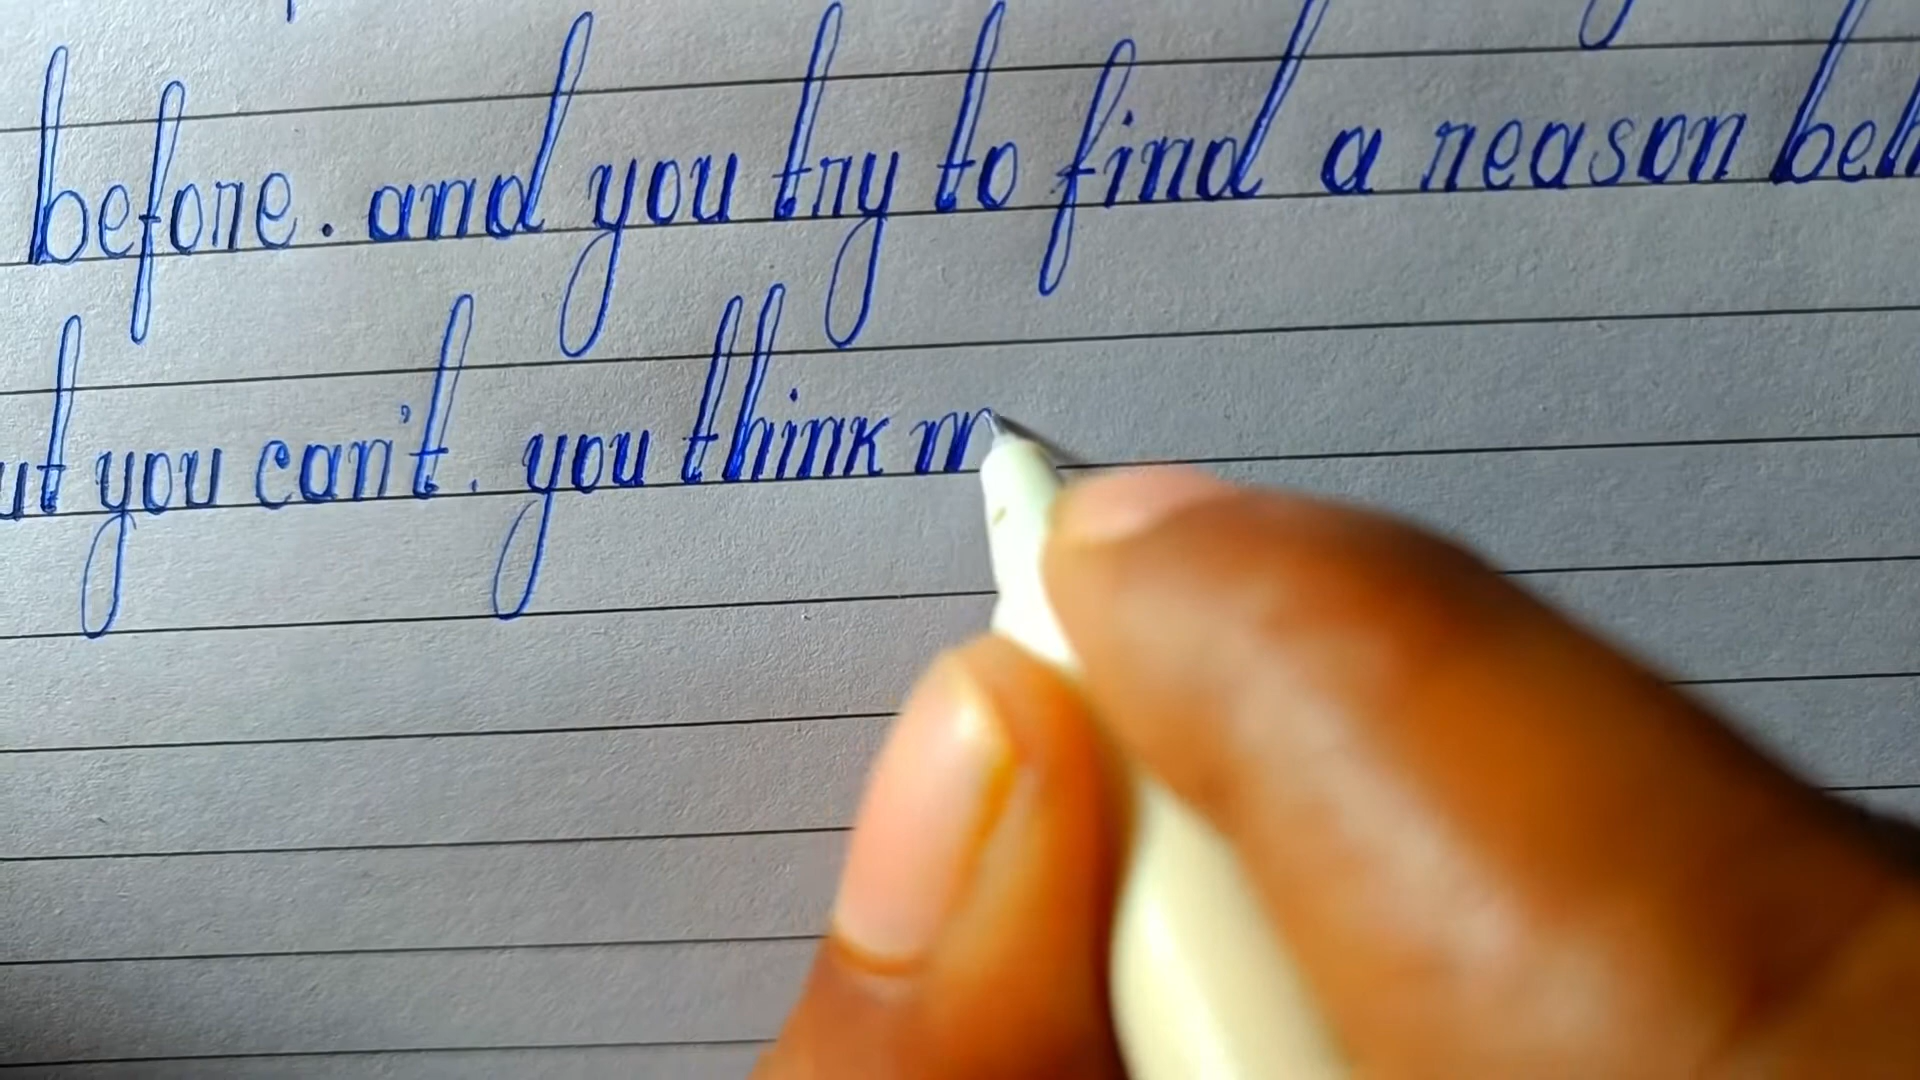 before. and you try to find a reason beh
ut you can't. you think m